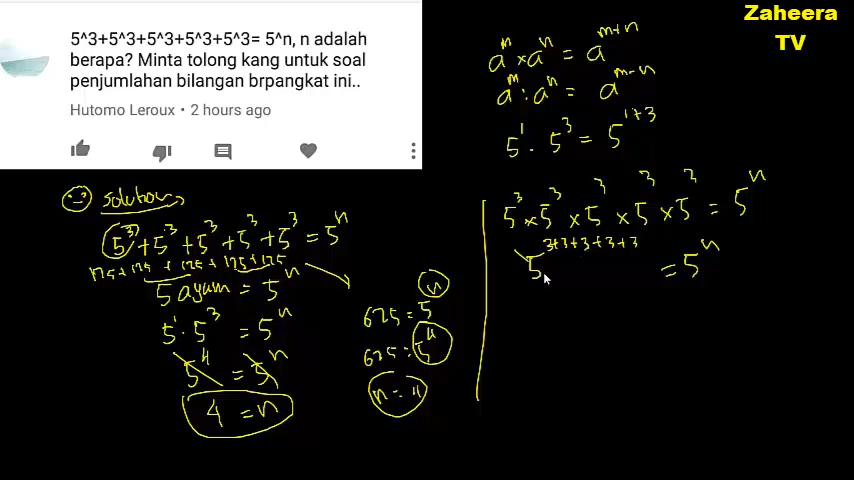 Zaheera
TV
5^3+5^3+5^3+5^3+5^3= 5^n, n adalah
berapa? Minta tolong kang untuk soal
penjumlahan bilangan brpangkat ini..
Hutomo Leroux • 2 hours ago
a^m × a^n = a^m+n
a^m : a^n = a^m-n
5^1 . 5^3 = 5^1+3
solution
5^3 + 5^3 + 5^3 + 5^3 + 5^3 = 5^n
125 + 125 + 125 + 125 + 125
5 ayam = 5^n
5^1 . 5^3 = 5^n
5^4 = 5^n
4 = n
625 = 5^n
625 = 5^4
n = 4
5^3 × 5^3 × 5^3 × 5^3 × 5^3 = 5^n
5^3+3+3+3+3 = 5^n